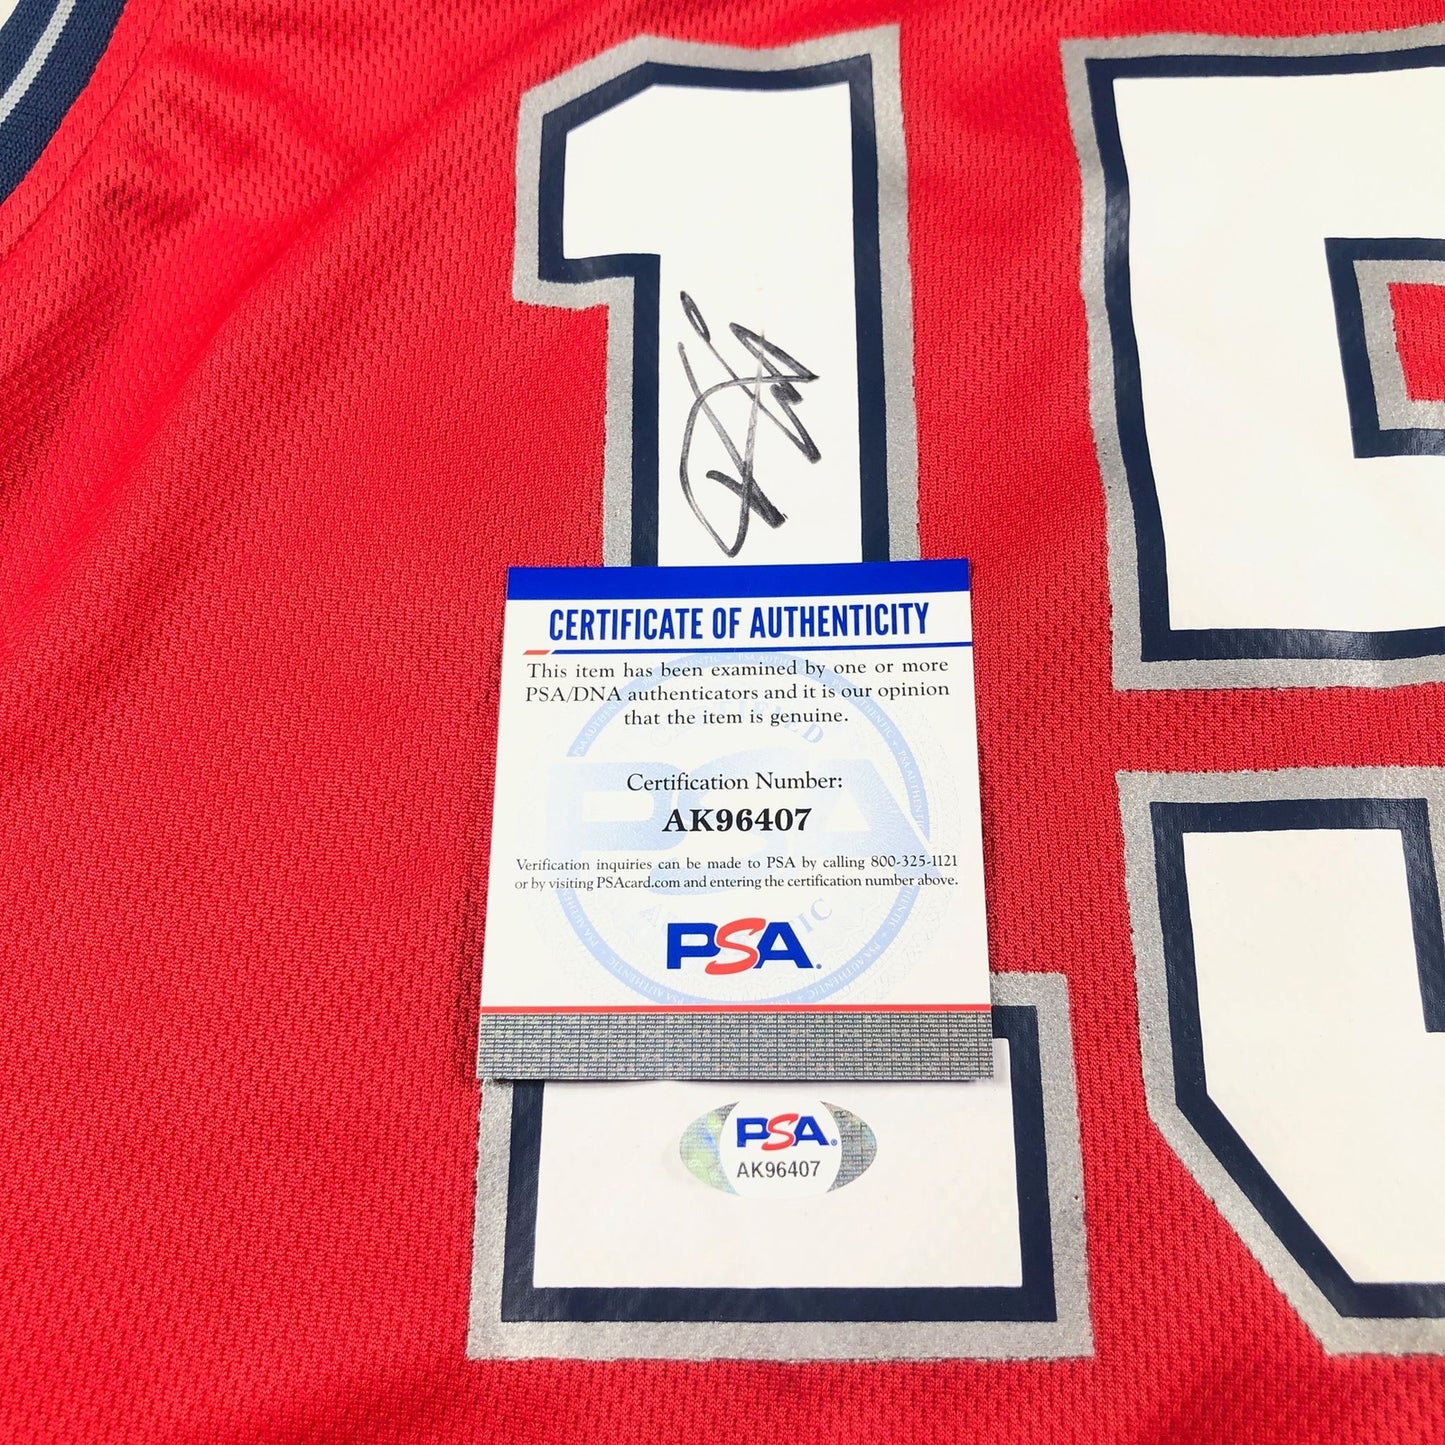 15
CERTIFICATE OF AUTHENTICITY
This item has been examined by one or more
PSA/DNA authenticators and it is our opinion
that the item is genuine.
Certification Number:
AK96407
Verification inquiries can be made to PSA by calling 800-325-1121
or by visiting PSAcard.com and entering the certification number above.
PSA
PSA
AK96407